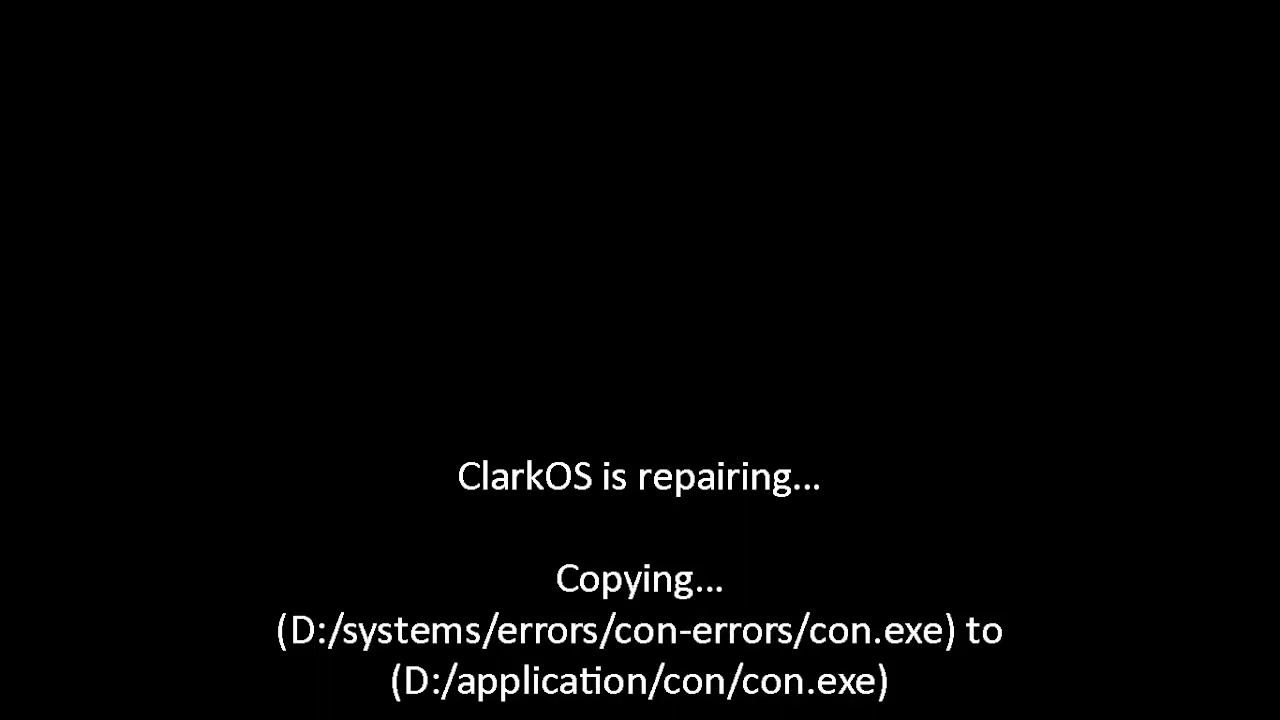 ClarkOS is repairing...
Copying...
(D:/systems/errors/con-errors/con.exe) to
(D:/application/con/con.exe)